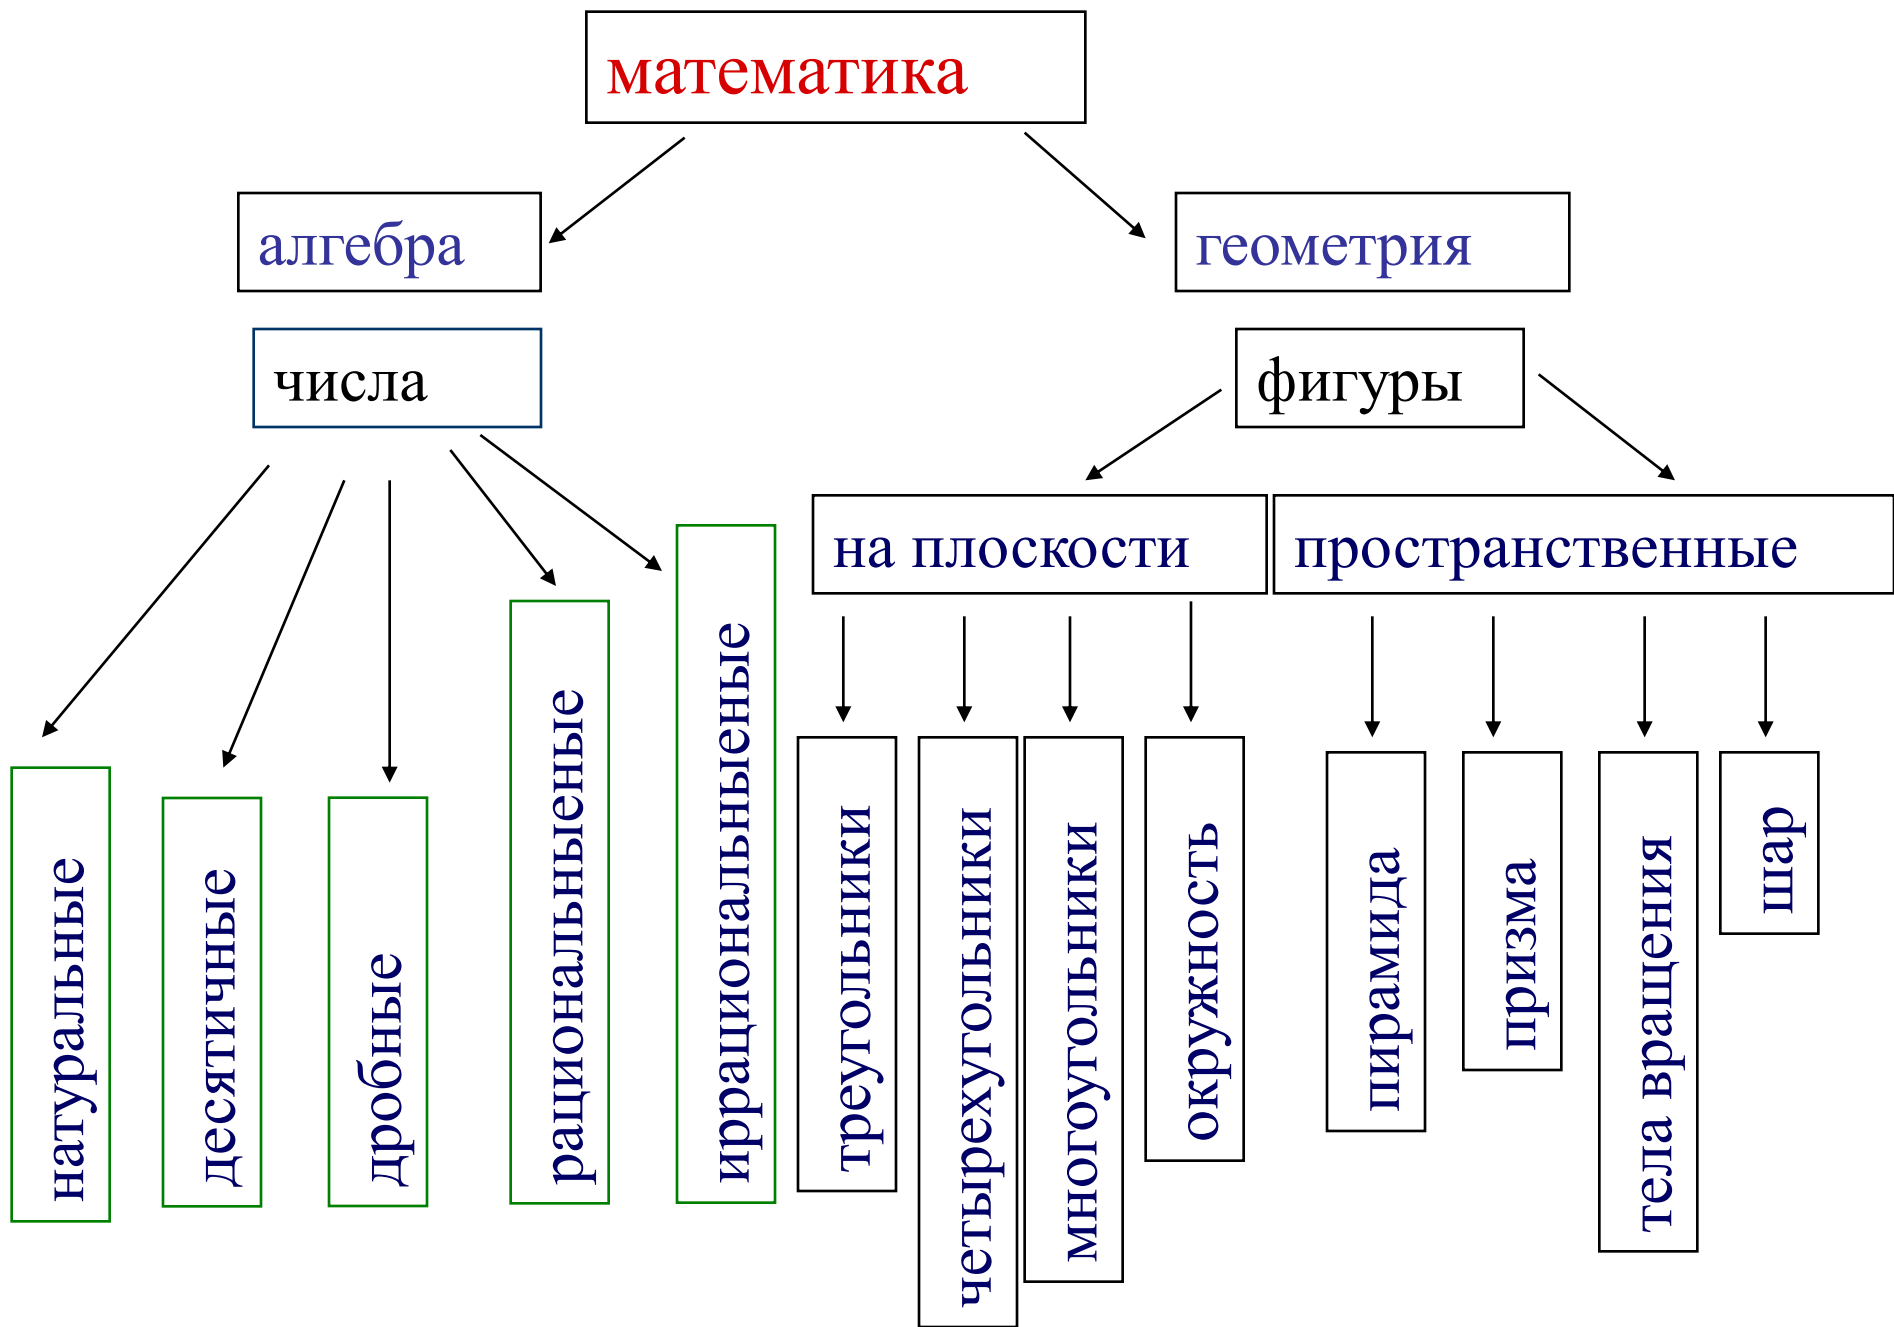 математика
алгебра
геометрия
числа
фигуры
на плоскости
пространственные
натуральные
десятичные
дробные
рациональныеные
иррациональныеные
треугольники
четырехугольники
многоугольники
окружность
пирамида
призма
тела вращения
шар